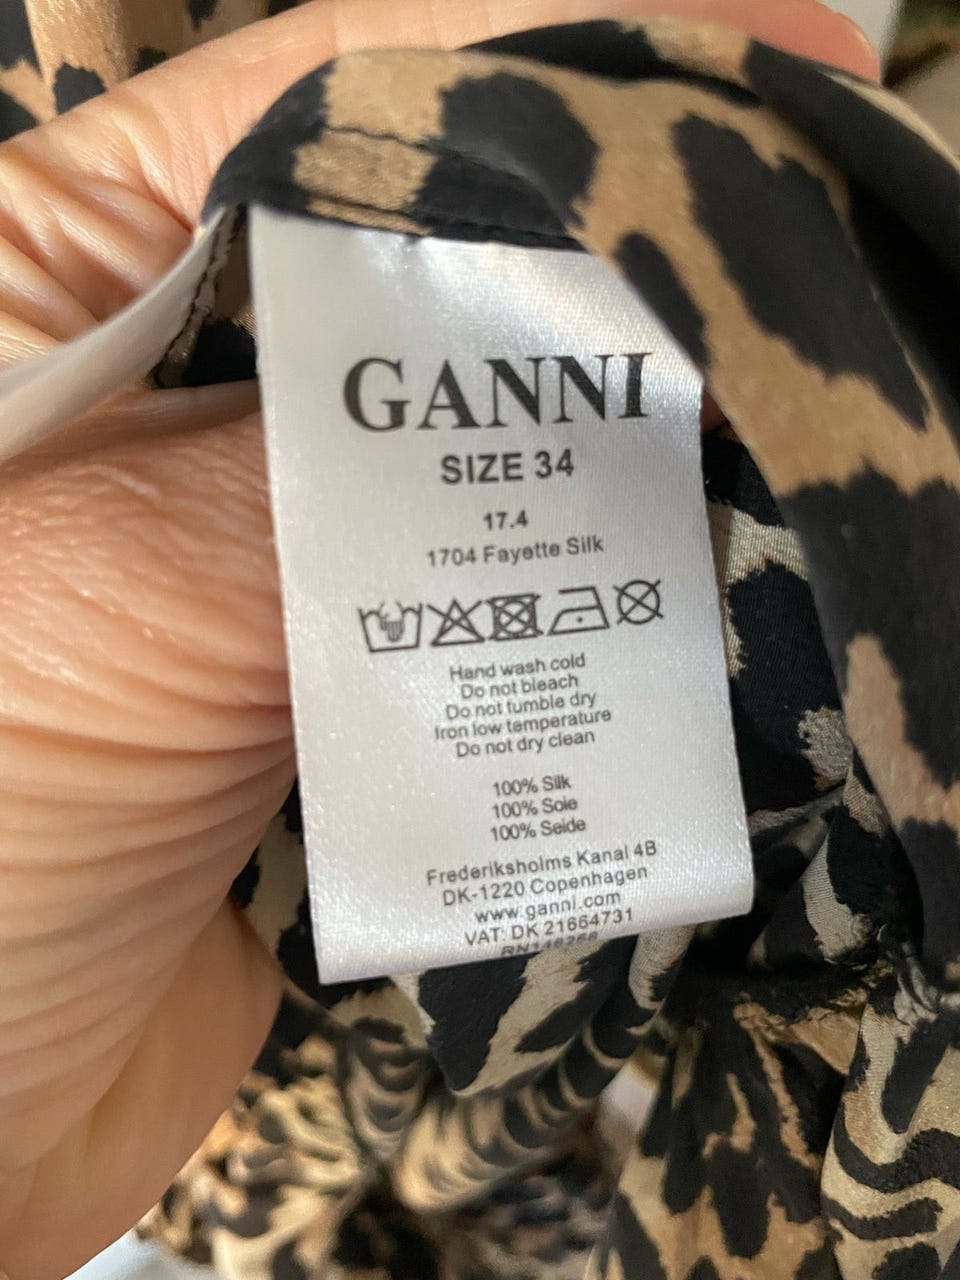 GANNI
SIZE 34
17.4
1704 Fayette Silk
Hand wash cold
Do not bleach
Do not tumble dry
Iron low temperature
Do not dry clean
100% Silk
100% Soie
100% Seide
Frederiksholms Kanal 4B
DK-1220 Copenhagen
www.ganni.com
VAT: DK 21664731